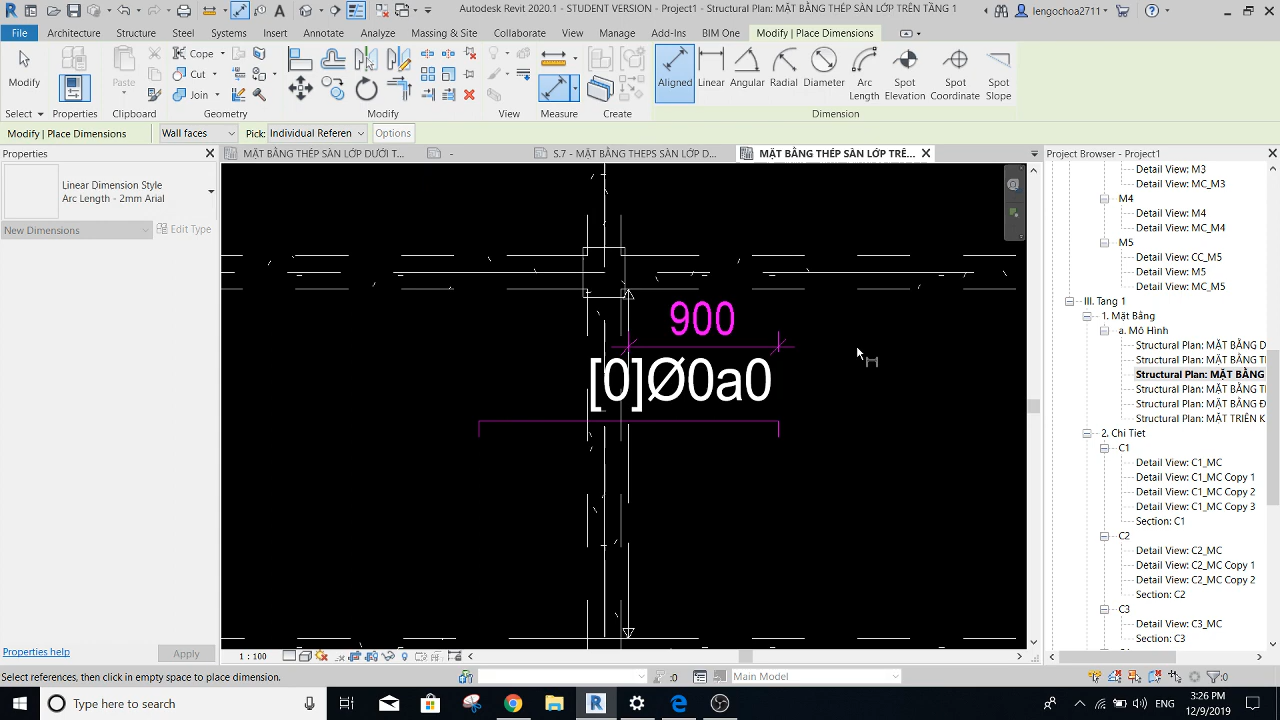 Autodesk Revit 2020.1 - STUDENT VERSION - Project1 - Structural Plan: MẶT BẰNG THÉP SÀN LỚP TRÊN TẦNG 1
lengochoa2711
File
Architecture
Structure
Steel
Systems
Insert
Annotate
Analyze
Massing & Site
Collaborate
View
Manage
Add-Ins
BIM One
Modify | Place Dimensions
Modify
Paste
Cope
Cut
Join
Aligned
Linear
Angular
Radial
Diameter
Arc Length
Spot Elevation
Spot Coordinate
Spot Slope
Select
Properties
Clipboard
Geometry
Modify
View
Measure
Create
Dimension
Modify | Place Dimensions
Wall faces
Pick:
Individual Referen
Options
Properties
MẶT BẰNG THÉP SÀN LỚP DƯỚI T...
-
S.7 - MẶT BẰNG THEPS SÀN LỚP D...
MẶT BẰNG THÉP SÀN LỚP TRÊ...
Project Browser - Project1
Linear Dimension Style
Arc Length - 2mm Arial
New Dimensions
Edit Type
900
[0]Ø0a0
Detail View: M3
Detail View: MC_M3
M4
Detail View: M4
Detail View: MC_M4
M5
Detail View: CC_M5
Detail View: M5
Detail View: MC_M5
III. Tang 1
1. Mặt Bằng
a. Mô Hình
Structural Plan: MẶT BẰNG D
Structural Plan: MẶT BẰNG T
Structural Plan: MẶT BẰNG
Structural Plan: MẶT BẰNG T
Structural Plan: MẶT BẰNG Đ
Structural Plan: MẶT TRIỂN K
2. Chi Tiet
C1
Detail View: C1_MC
Detail View: C1_MC Copy 1
Detail View: C1_MC Copy 2
Detail View: C1_MC Copy 3
Section: C1
C2
Detail View: C2_MC
Detail View: C2_MC Copy 1
Detail View: C2_MC Copy 2
Section: C2
C3
Detail View: C3_MC
Detail View: C3_MC Copy 1
Section: C3
Properties help
Apply
1 : 100
Select references, then click in empty space to place dimension.
:0
Main Model
:0
Type here to search
ENG
3:26 PM
12/9/2019